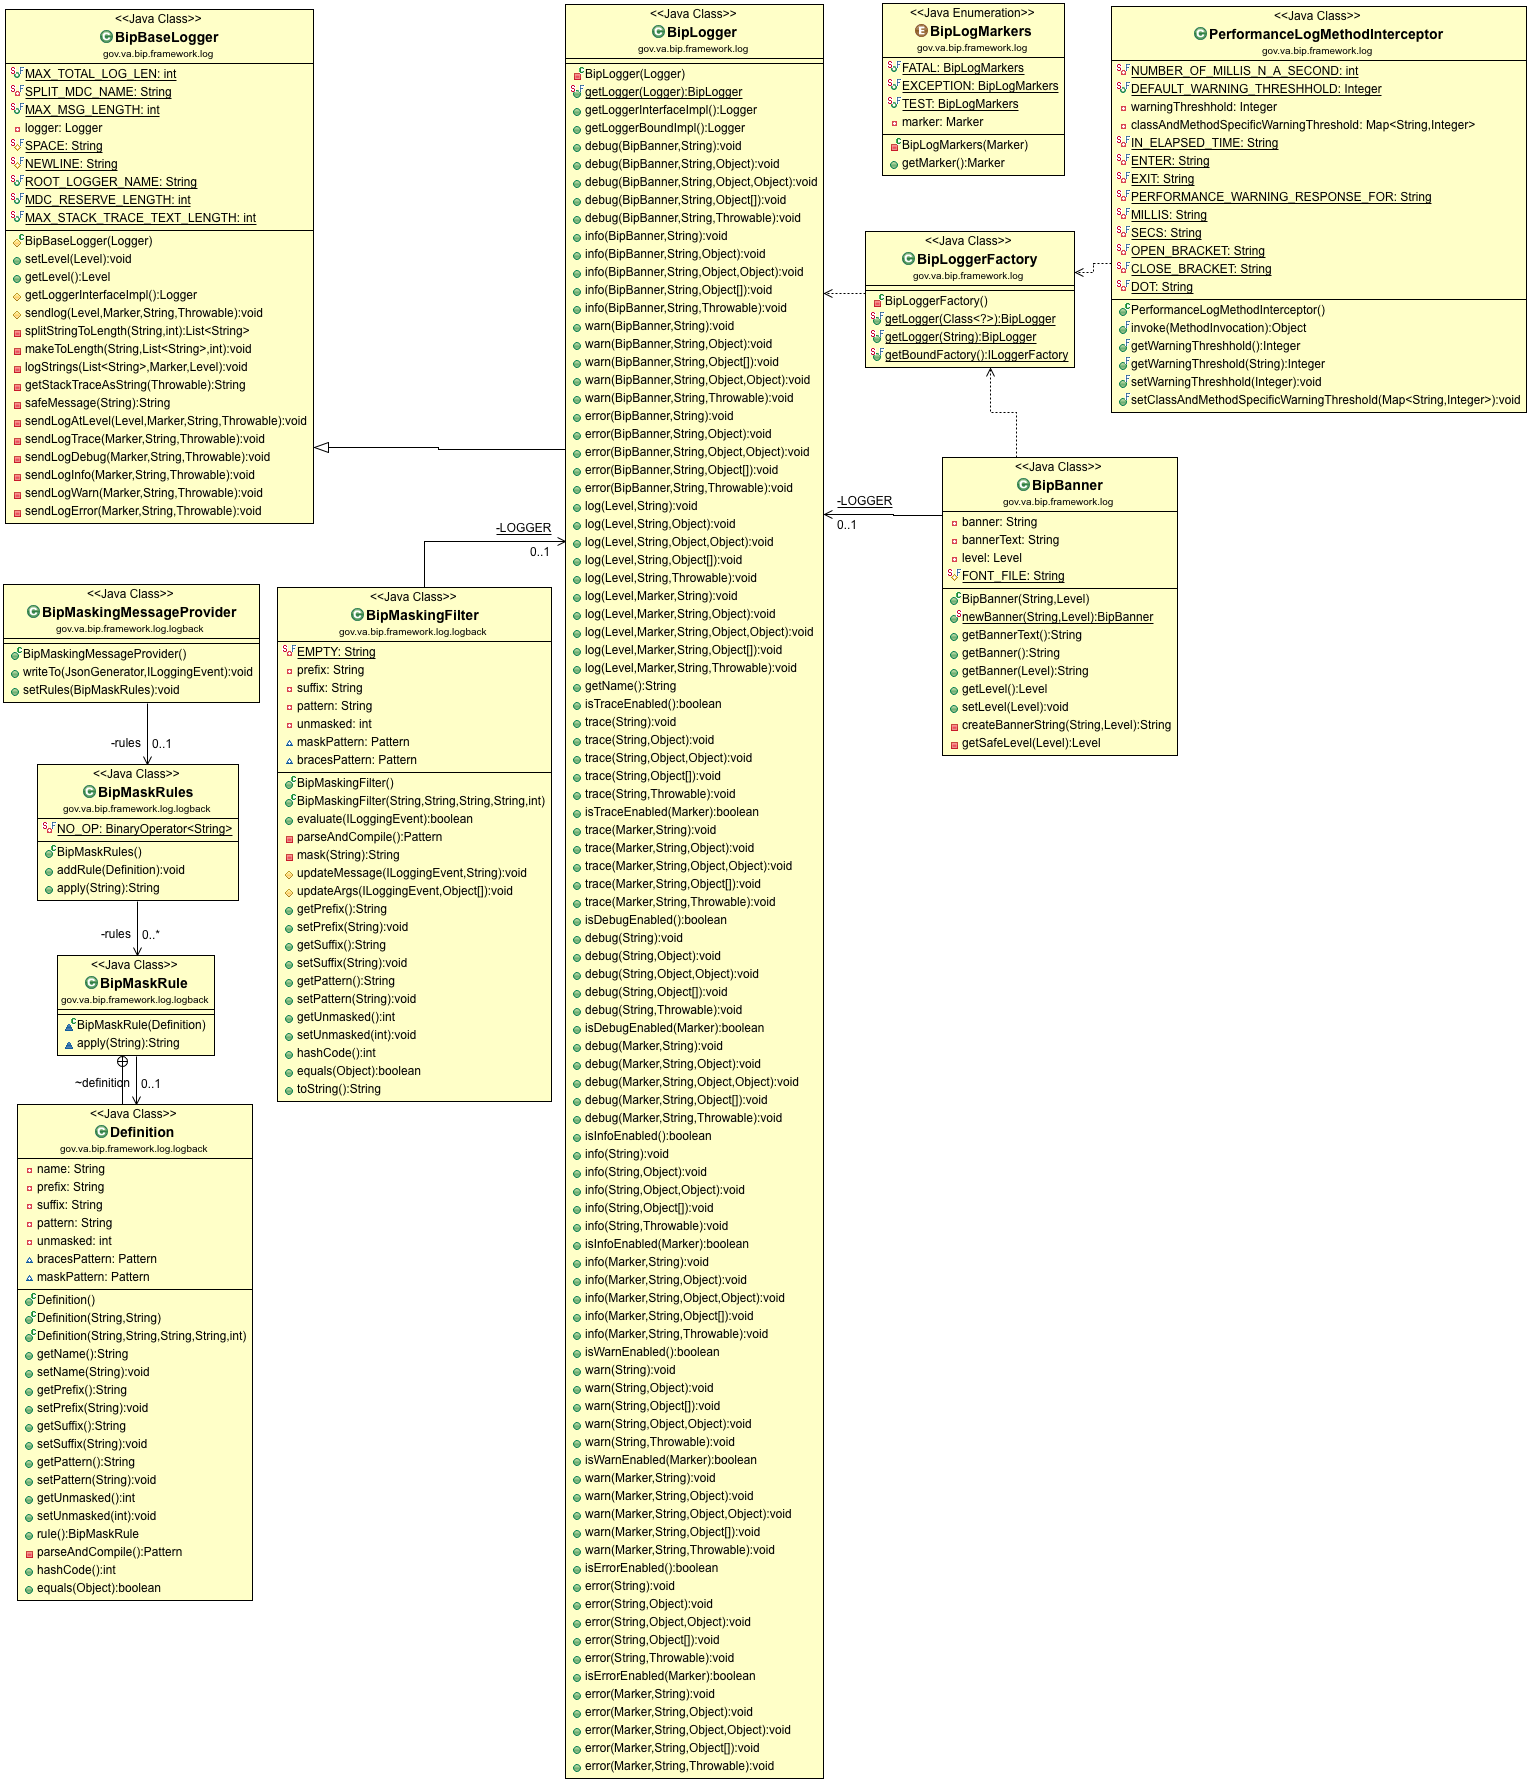 <<Java Class>>
BipBaseLogger
gov.va.bip.framework.log
MAX_TOTAL_LOG_LEN: int
SPLIT_MDC_NAME: String
MAX_MSG_LENGTH: int
logger: Logger
SPACE: String
NEWLINE: String
ROOT_LOGGER_NAME: String
MDC_RESERVE_LENGTH: int
MAX_STACK_TRACE_TEXT_LENGTH: int
BipBaseLogger(Logger)
setLevel(Level):void
getLevel():Level
getLoggerInterfaceImpl():Logger
sendlog(Level,Marker,String,Throwable):void
splitStringToLength(String,int):List<String>
makeToLength(String,List<String>,int):void
logStrings(List<String>,Marker,Level):void
getStackTraceAsString(Throwable):String
safeMessage(String):String
sendLogAtLevel(Level,Marker,String,Throwable):void
sendLogTrace(Marker,String,Throwable):void
sendLogDebug(Marker,String,Throwable):void
sendLogInfo(Marker,String,Throwable):void
sendLogWarn(Marker,String,Throwable):void
sendLogError(Marker,String,Throwable):void
<<Java Class>>
BipLogger
gov.va.bip.framework.log
BipLogger(Logger)
getLogger(Logger):BipLogger
getLoggerInterfaceImpl():Logger
getLoggerBoundImpl():Logger
debug(BipBanner,String):void
debug(BipBanner,String,Object):void
debug(BipBanner,String,Object,Object):void
debug(BipBanner,String,Object[]):void
debug(BipBanner,String,Throwable):void
info(BipBanner,String):void
info(BipBanner,String,Object):void
info(BipBanner,String,Object,Object):void
info(BipBanner,String,Object[]):void
info(BipBanner,String,Throwable):void
warn(BipBanner,String):void
warn(BipBanner,String,Object):void
warn(BipBanner,String,Object[]):void
warn(BipBanner,String,Object,Object):void
warn(BipBanner,String,Throwable):void
error(BipBanner,String):void
error(BipBanner,String,Object):void
error(BipBanner,String,Object,Object):void
error(BipBanner,String,Object[]):void
error(BipBanner,String,Throwable):void
log(Level,String):void
log(Level,String,Object):void
log(Level,String,Object,Object):void
log(Level,String,Object[]):void
log(Level,String,Throwable):void
log(Level,Marker,String):void
log(Level,Marker,String,Object):void
log(Level,Marker,String,Object,Object):void
log(Level,Marker,String,Object[]):void
log(Level,Marker,String,Throwable):void
getName():String
isTraceEnabled():boolean
trace(String):void
trace(String,Object):void
trace(String,Object,Object):void
trace(String,Object[]):void
trace(String,Throwable):void
isTraceEnabled(Marker):boolean
trace(Marker,String):void
trace(Marker,String,Object):void
trace(Marker,String,Object,Object):void
trace(Marker,String,Object[]):void
trace(Marker,String,Throwable):void
isDebugEnabled():boolean
debug(String):void
debug(String,Object):void
debug(String,Object,Object):void
debug(String,Object[]):void
debug(String,Throwable):void
isDebugEnabled(Marker):boolean
debug(Marker,String):void
debug(Marker,String,Object):void
debug(Marker,String,Object,Object):void
debug(Marker,String,Object[]):void
debug(Marker,String,Throwable):void
isInfoEnabled():boolean
info(String):void
info(String,Object):void
info(String,Object,Object):void
info(String,Object[]):void
info(String,Throwable):void
isInfoEnabled(Marker):boolean
info(Marker,String):void
info(Marker,String,Object):void
info(Marker,String,Object,Object):void
info(Marker,String,Object[]):void
info(Marker,String,Throwable):void
isWarnEnabled():boolean
warn(String):void
warn(String,Object):void
warn(String,Object[]):void
warn(String,Object,Object):void
warn(String,Throwable):void
isWarnEnabled(Marker):boolean
warn(Marker,String):void
warn(Marker,String,Object):void
warn(Marker,String,Object,Object):void
warn(Marker,String,Object[]):void
warn(Marker,String,Throwable):void
isErrorEnabled():boolean
error(String):void
error(String,Object):void
error(String,Object,Object):void
error(String,Object[]):void
error(String,Throwable):void
isErrorEnabled(Marker):boolean
error(Marker,String):void
error(Marker,String,Object):void
error(Marker,String,Object,Object):void
error(Marker,String,Object[]):void
error(Marker,String,Throwable):void
<<Java Enumeration>>
BipLogMarkers
gov.va.bip.framework.log
FATAL: BipLogMarkers
EXCEPTION: BipLogMarkers
TEST: BipLogMarkers
marker: Marker
BipLogMarkers(Marker)
getMarker():Marker
<<Java Class>>
PerformanceLogMethodInterceptor
gov.va.bip.framework.log
NUMBER_OF_MILLIS_N_A_SECOND: int
DEFAULT_WARNING_THRESHHOLD: Integer
warningThreshhold: Integer
classAndMethodSpecificWarningThreshold: Map<String,Integer>
IN_ELAPSED_TIME: String
ENTER: String
EXIT: String
PERFORMANCE_WARNING_RESPONSE_FOR: String
MILLIS: String
SECS: String
OPEN_BRACKET: String
CLOSE_BRACKET: String
DOT: String
PerformanceLogMethodInterceptor()
invoke(MethodInvocation):Object
getWarningThreshhold():Integer
getWarningThreshold(String):Integer
setWarningThreshhold(Integer):void
setClassAndMethodSpecificWarningThreshold(Map<String,Integer>):void
<<Java Class>>
BipLoggerFactory
gov.va.bip.framework.log
BipLoggerFactory()
getLogger(Class<?>):BipLogger
getLogger(String):BipLogger
getBoundFactory():ILoggerFactory
<<Java Class>>
BipBanner
gov.va.bip.framework.log
banner: String
bannerText: String
level: Level
FONT_FILE: String
BipBanner(String,Level)
newBanner(String,Level):BipBanner
getBannerText():String
getBanner():String
getBanner(Level):String
getLevel():Level
setLevel(Level):void
createBannerString(String,Level):String
getSafeLevel(Level):Level
-LOGGER
0..1
-LOGGER
0..1
<<Java Class>>
BipMaskingFilter
gov.va.bip.framework.log.logback
EMPTY: String
prefix: String
suffix: String
pattern: String
unmasked: int
maskPattern: Pattern
bracesPattern: Pattern
BipMaskingFilter()
BipMaskingFilter(String,String,String,String,int)
evaluate(ILoggingEvent):boolean
parseAndCompile():Pattern
mask(String):String
updateMessage(ILoggingEvent,String):void
updateArgs(ILoggingEvent,Object[]):void
getPrefix():String
setPrefix(String):void
getSuffix():String
setSuffix(String):void
getPattern():String
setPattern(String):void
getUnmasked():int
setUnmasked(int):void
hashCode():int
equals(Object):boolean
toString():String
<<Java Class>>
BipMaskingMessageProvider
gov.va.bip.framework.log.logback
BipMaskingMessageProvider()
writeTo(JsonGenerator,ILoggingEvent):void
setRules(BipMaskRules):void
-rules
0..1
<<Java Class>>
BipMaskRules
gov.va.bip.framework.log.logback
NO_OP: BinaryOperator<String>
BipMaskRules()
addRule(Definition):void
apply(String):String
-rules
0..*
<<Java Class>>
BipMaskRule
gov.va.bip.framework.log.logback
BipMaskRule(Definition)
apply(String):String
~definition
0..1
<<Java Class>>
Definition
gov.va.bip.framework.log.logback
name: String
prefix: String
suffix: String
pattern: String
unmasked: int
bracesPattern: Pattern
maskPattern: Pattern
Definition()
Definition(String,String)
Definition(String,String,String,String,int)
getName():String
setName(String):void
getPrefix():String
setPrefix(String):void
getSuffix():String
setSuffix(String):void
getPattern():String
setPattern(String):void
getUnmasked():int
setUnmasked(int):void
rule():BipMaskRule
parseAndCompile():Pattern
hashCode():int
equals(Object):boolean